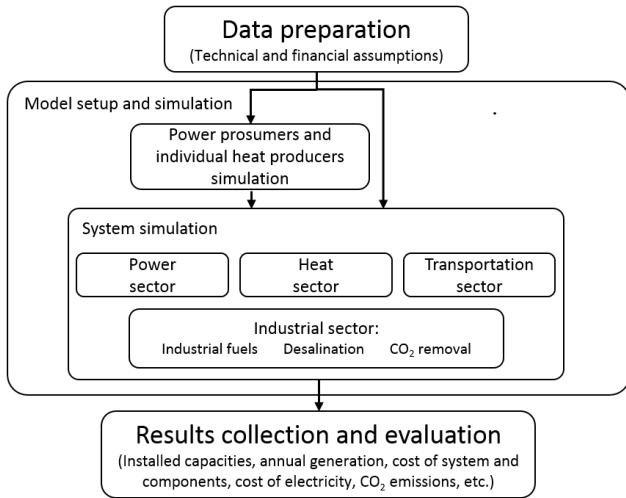 Data preparation
(Technical and financial assumptions)
Model setup and simulation
Power prosumers and
individual heat producers
simulation
System simulation
Power
sector
Heat
sector
Transportation
sector
Industrial sector:
Industrial fuels Desalination CO₂ removal
Results collection and evaluation
(Installed capacities, annual generation, cost of system and
components, cost of electricity, CO₂ emissions, etc.)